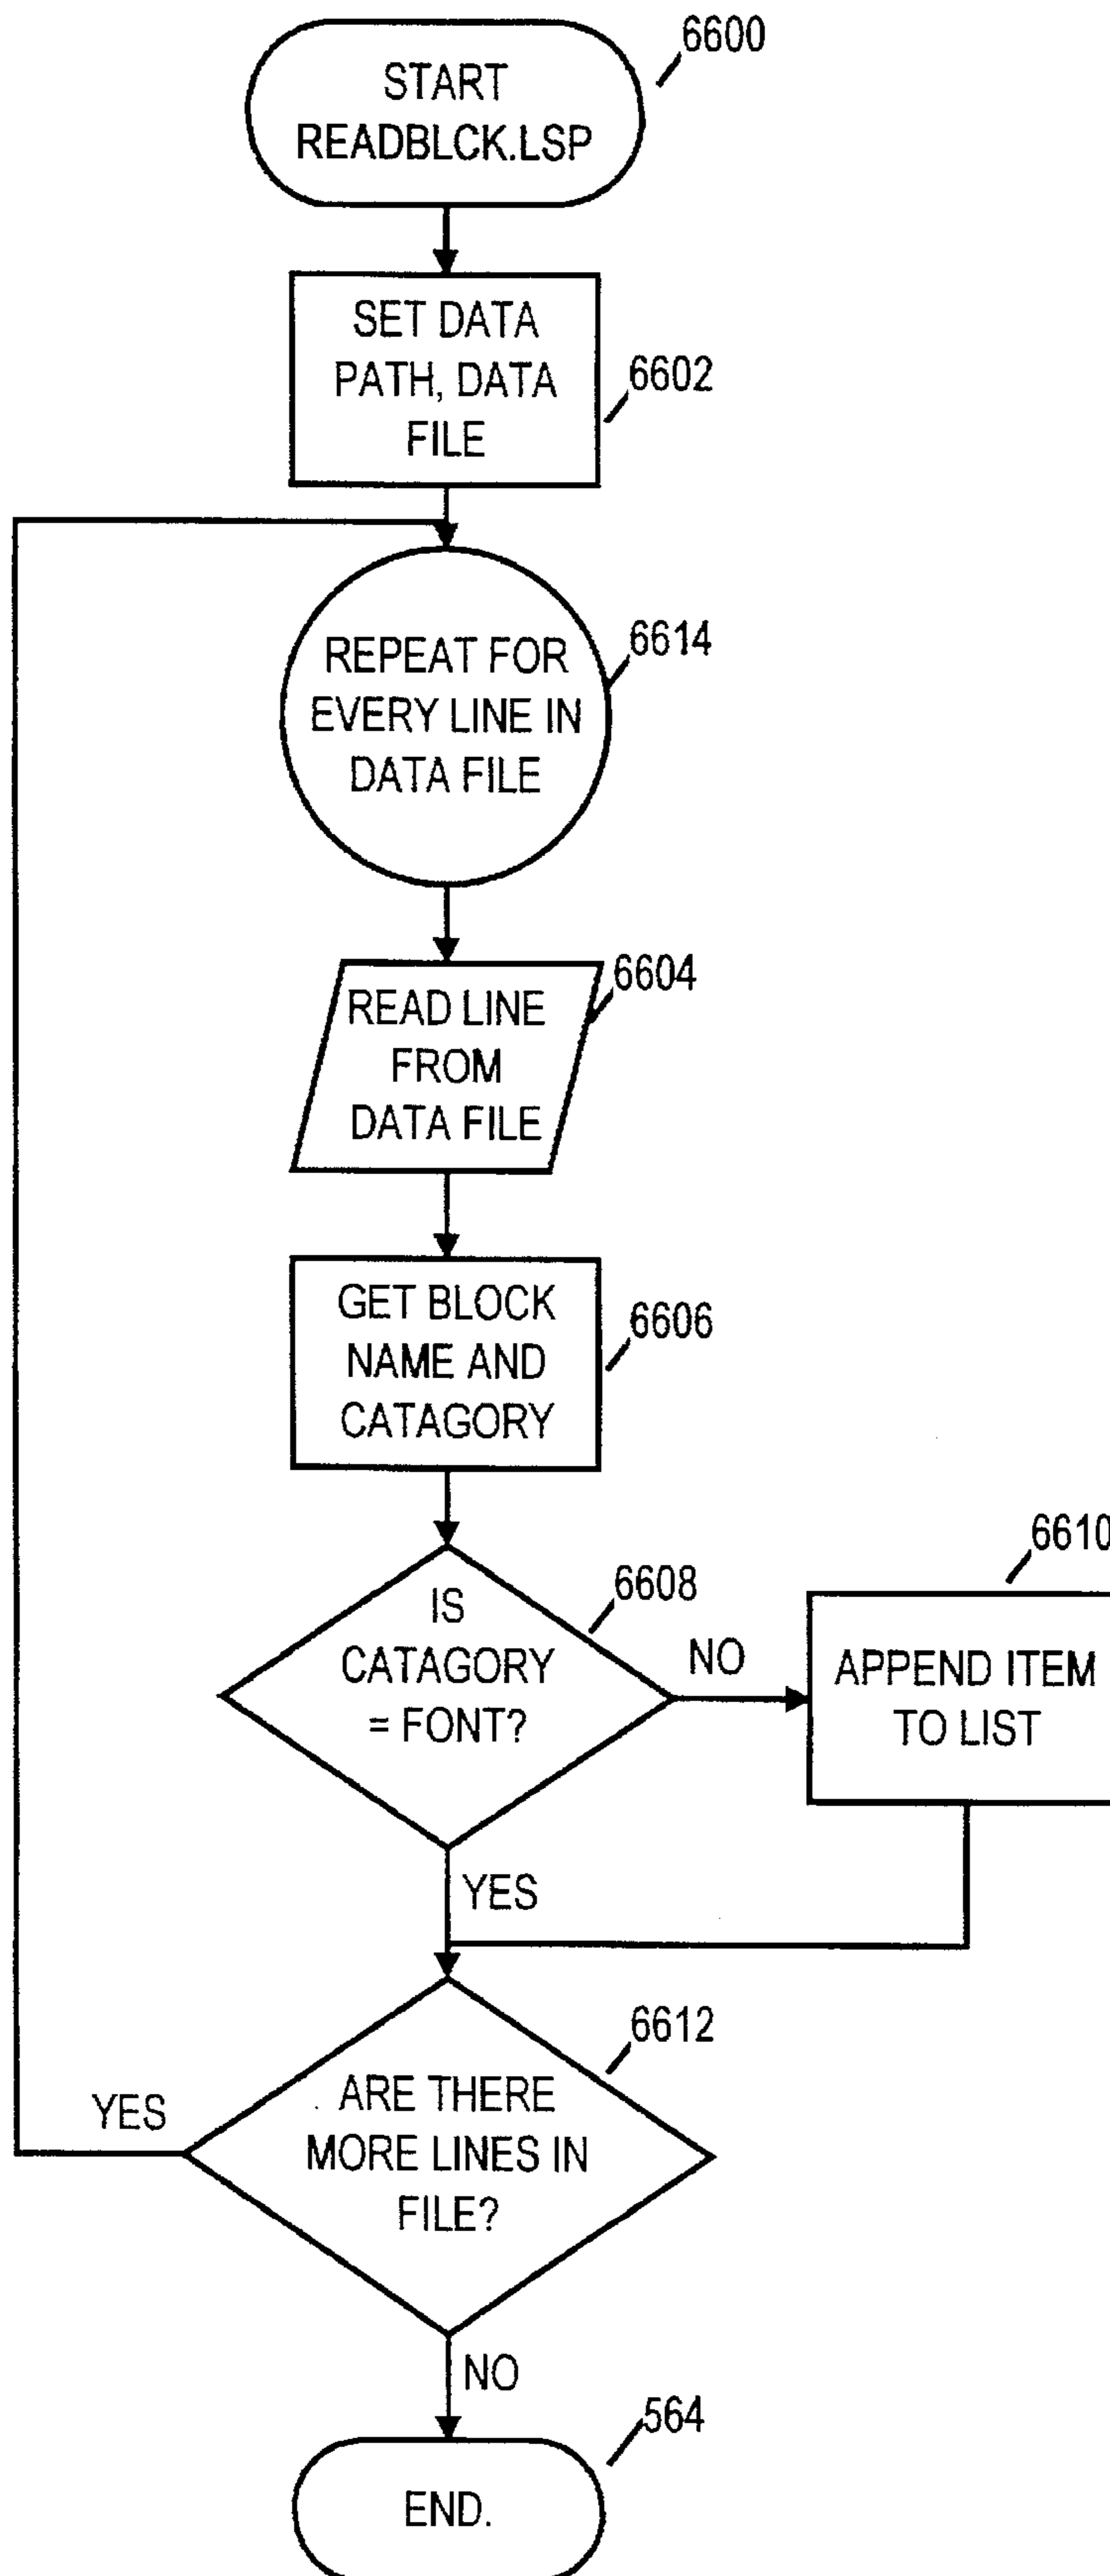 6600
START
READBLCK.LSP
SET DATA
PATH, DATA
FILE
6602
REPEAT FOR
EVERY LINE IN
DATA FILE
6614
READ LINE
FROM
DATA FILE
6604
GET BLOCK
NAME AND
CATAGORY
6606
IS
CATAGORY
= FONT?
6608
NO
6610
APPEND ITEM
TO LIST
YES
6612
ARE THERE
MORE LINES IN
FILE?
YES
NO
564
END.